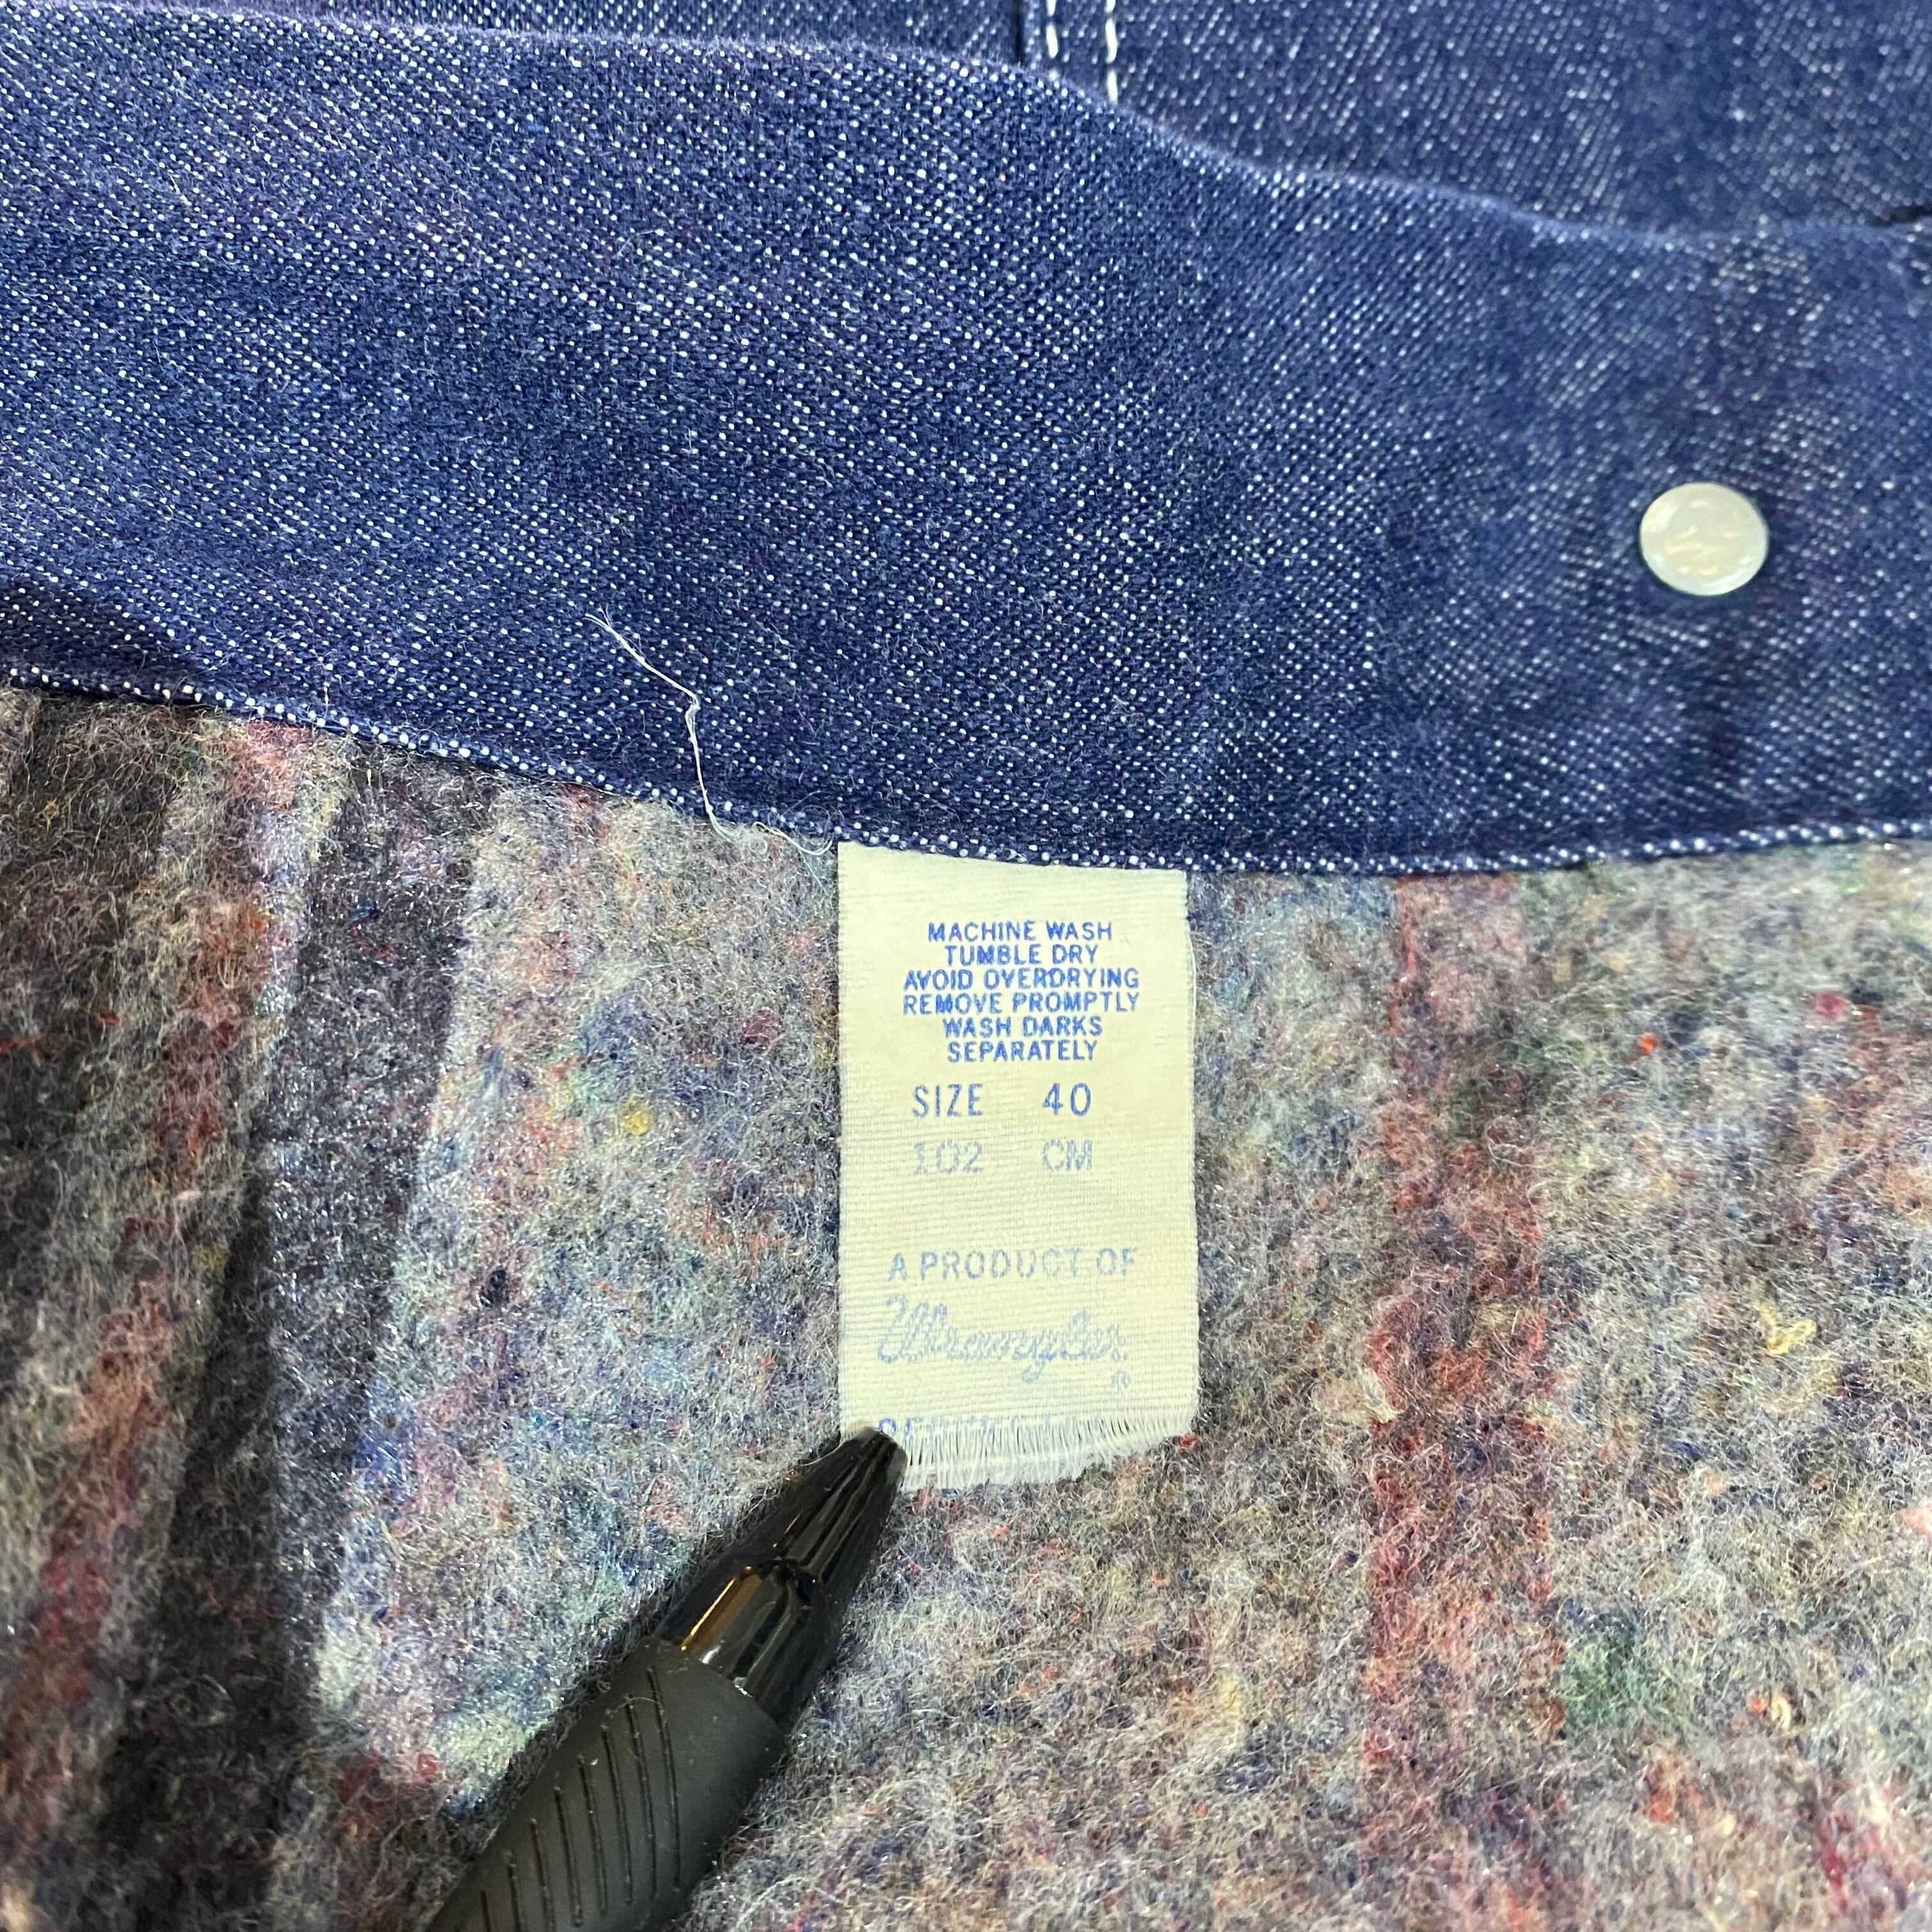 MACHINE WASH
TUMBLE DRY
AVOID OVERDRYING
REMOVE PROMPTLY
WASH DARKS
SEPARATELY
SIZE 40
102 CM
A PRODUCT OF
Wrangler
®